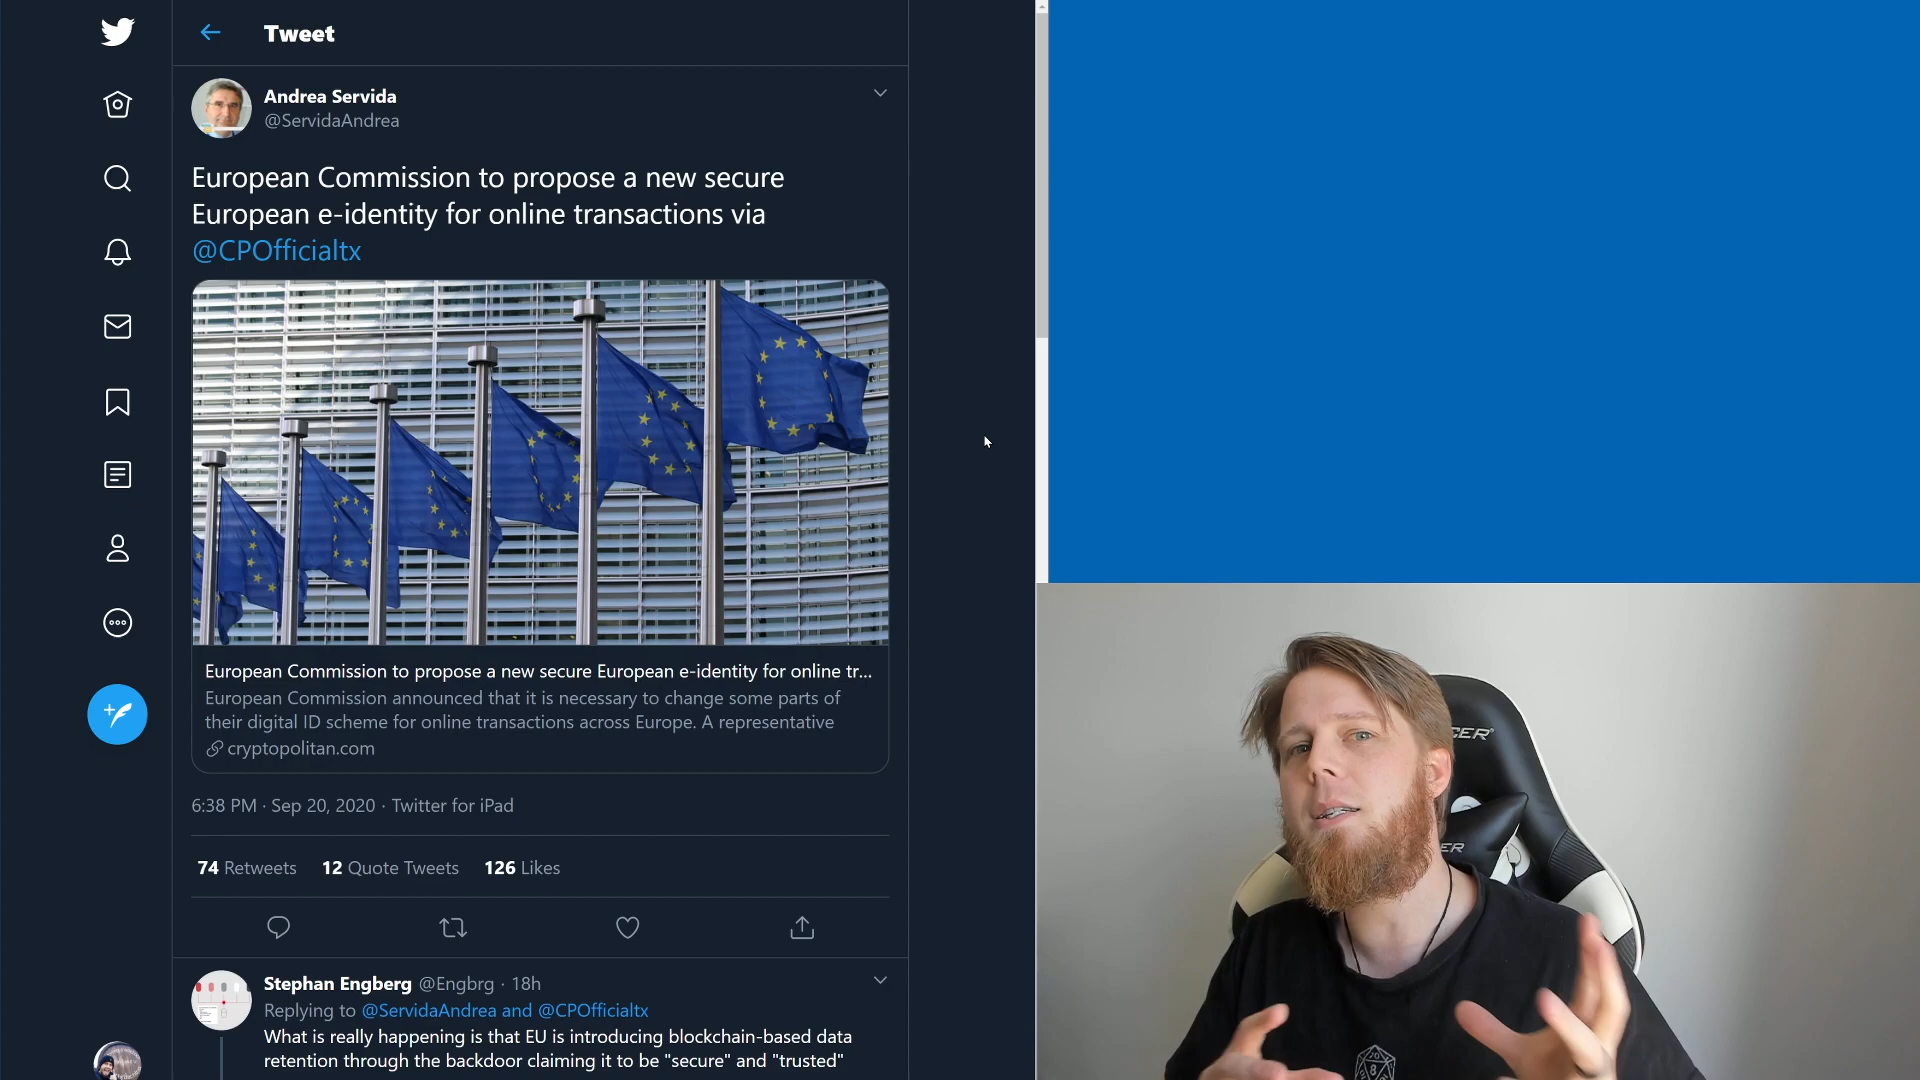 Tweet
Andrea Servida
@ServidaAndrea
European Commission to propose a new secure
European e-identity for online transactions via
@CPOfficialtx
European Commission to propose a new secure European e-identity for online tr...
European Commission announced that it is necessary to change some parts of
their digital ID scheme for online transactions across Europe. A representative
cryptopolitan.com
6:38 PM · Sep 20, 2020 · Twitter for iPad
74 Retweets 12 Quote Tweets 126 Likes
Stephan Engberg @Engbrg · 18h
Replying to @ServidaAndrea and @CPOfficialtx
What is really happening is that EU is introducing blockchain-based data
retention through the backdoor claiming it to be "secure" and "trusted"
CER
ER
8